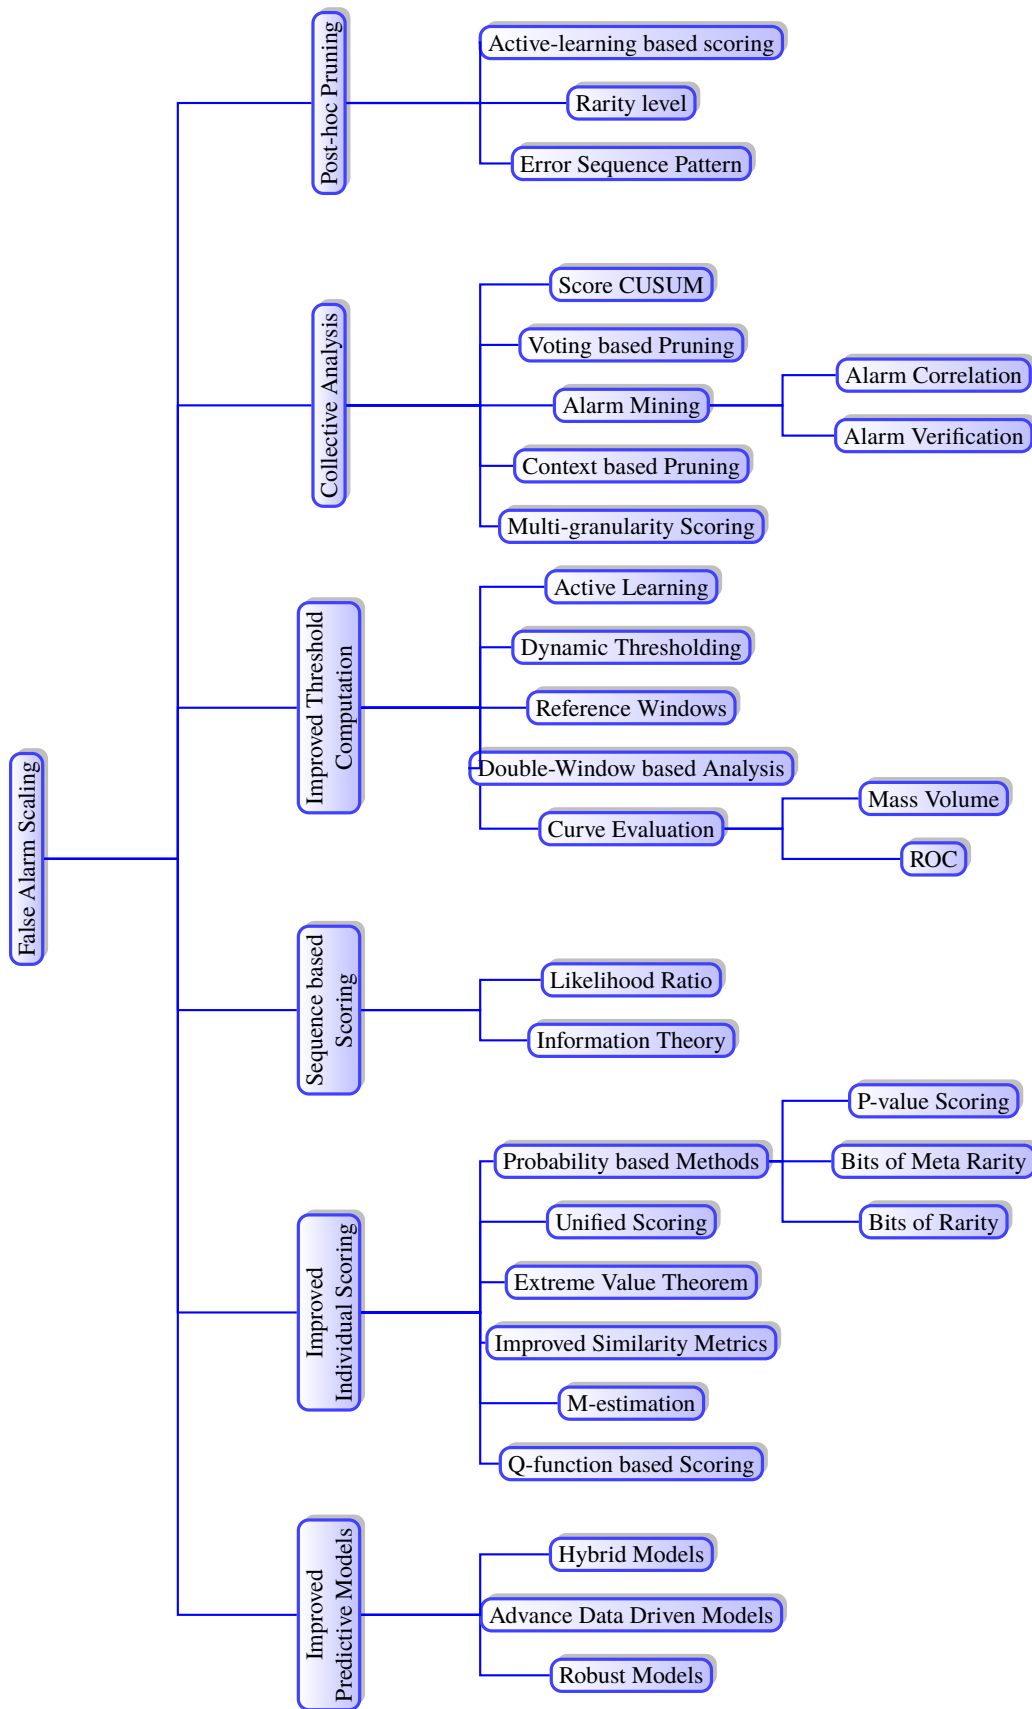 False Alarm Scaling
Post-hoc Pruning
Active-learning based scoring
Rarity level
Error Sequence Pattern
Collective Analysis
Score CUSUM
Voting based Pruning
Alarm Mining
Alarm Correlation
Alarm Verification
Context based Pruning
Multi-granularity Scoring
Improved Threshold
Computation
Active Learning
Dynamic Thresholding
Reference Windows
Double-Window based Analysis
Curve Evaluation
Mass Volume
ROC
Sequence based
Scoring
Likelihood Ratio
Information Theory
Improved
Individual Scoring
Probability based Methods
P-value Scoring
Bits of Meta Rarity
Bits of Rarity
Unified Scoring
Extreme Value Theorem
Improved Similarity Metrics
M-estimation
Q-function based Scoring
Improved
Predictive Models
Hybrid Models
Advance Data Driven Models
Robust Models